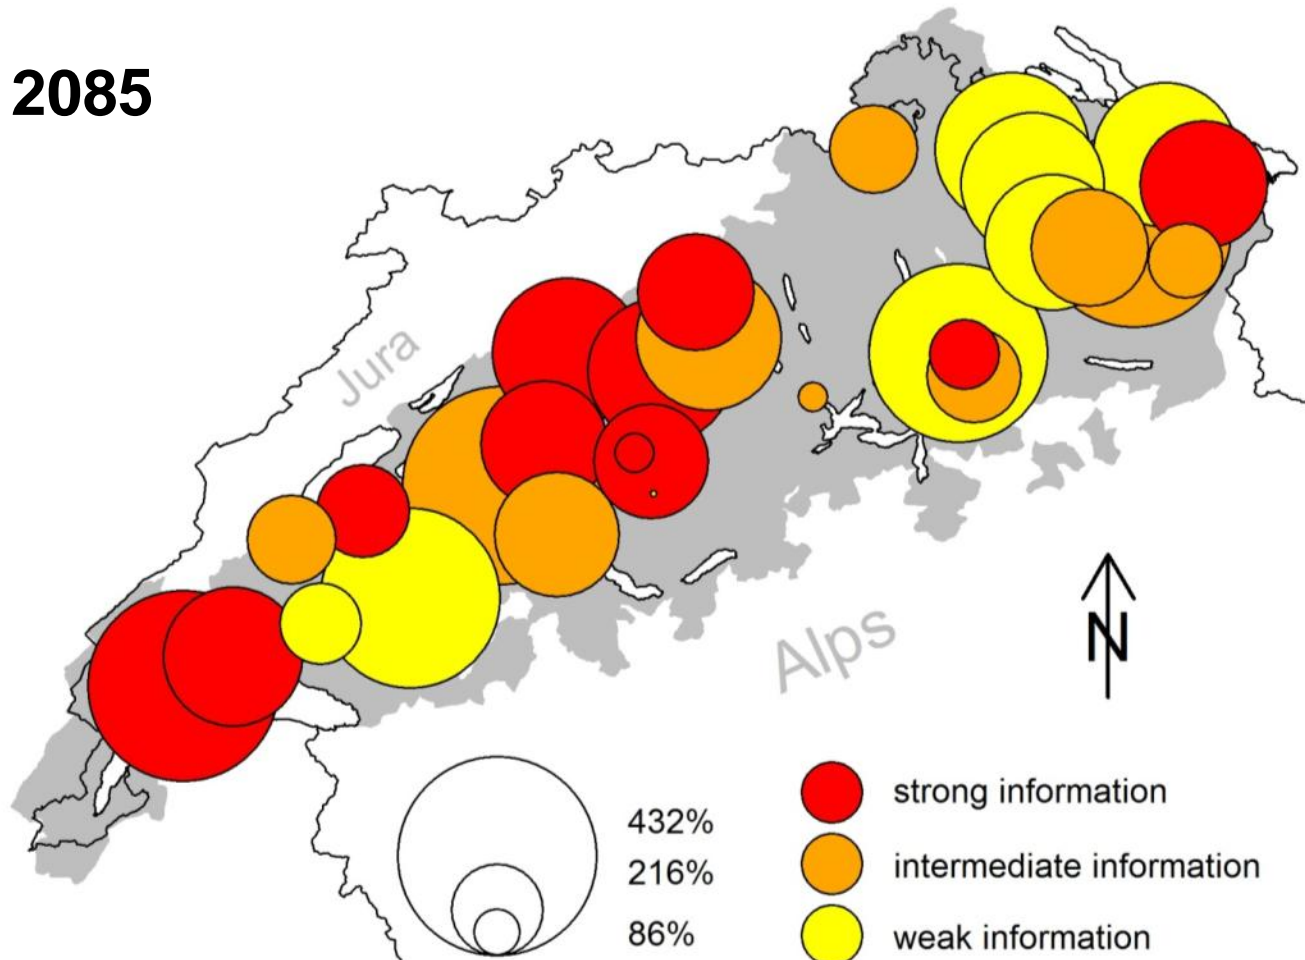 2085
Jura
Alps
N
432%
216%
86%
strong information
intermediate information
weak information